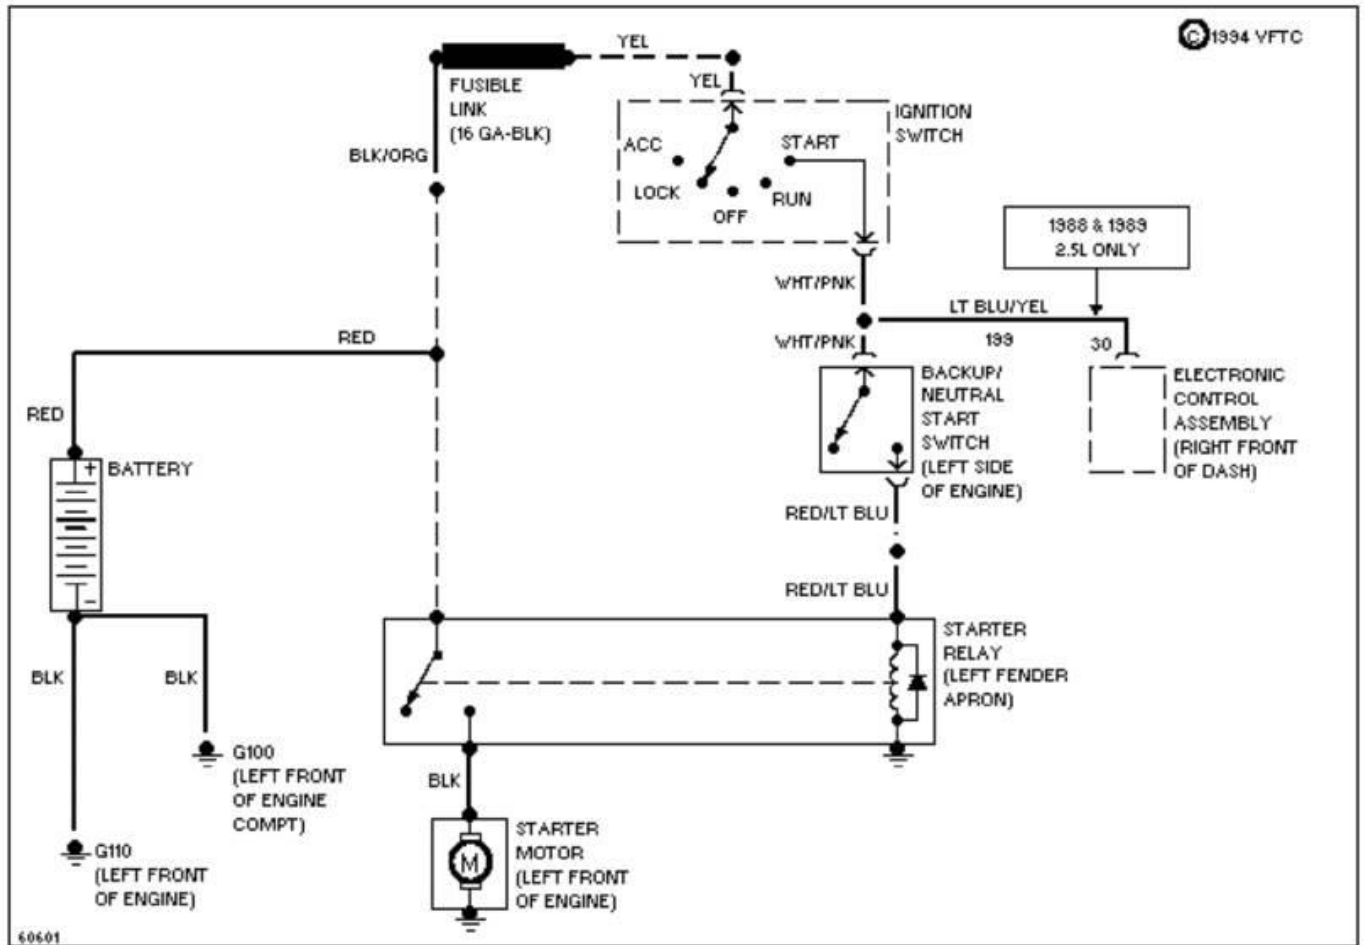 © 1994 VFTC
YEL
YEL
FUSIBLE
LINK
(16 GA-BLK)
IGNITION
SWITCH
ACC
START
LOCK
OFF
RUN
BLK/ORG
1988 & 1989
2.5L ONLY
WHT/PNK
LT BLU/YEL
199
30
WHT/PNK
RED
RED
BATTERY
+
−
BACKUP/
NEUTRAL
START
SWITCH
(LEFT SIDE
OF ENGINE)
ELECTRONIC
CONTROL
ASSEMBLY
(RIGHT FRONT
OF DASH)
RED/LT BLU
RED/LT BLU
STARTER
RELAY
(LEFT FENDER
APRON)
BLK
BLK
G100
(LEFT FRONT
OF ENGINE
COMPT)
G110
(LEFT FRONT
OF ENGINE)
BLK
M
STARTER
MOTOR
(LEFT FRONT
OF ENGINE)
60601